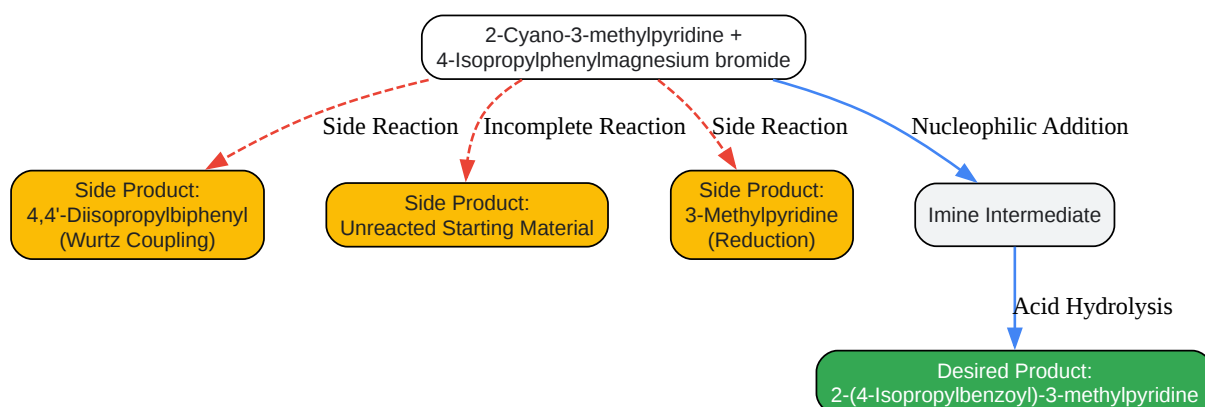 2-Cyano-3-methylpyridine +
4-Isopropylphenylmagnesium bromide
Side Reaction
Incomplete Reaction
Side Reaction
Nucleophilic Addition
Side Product:
4,4'-Diisopropylbiphenyl
(Wurtz Coupling)
Side Product:
Unreacted Starting Material
Side Product:
3-Methylpyridine
(Reduction)
Imine Intermediate
Acid Hydrolysis
Desired Product:
2-(4-Isopropylbenzoyl)-3-methylpyridine